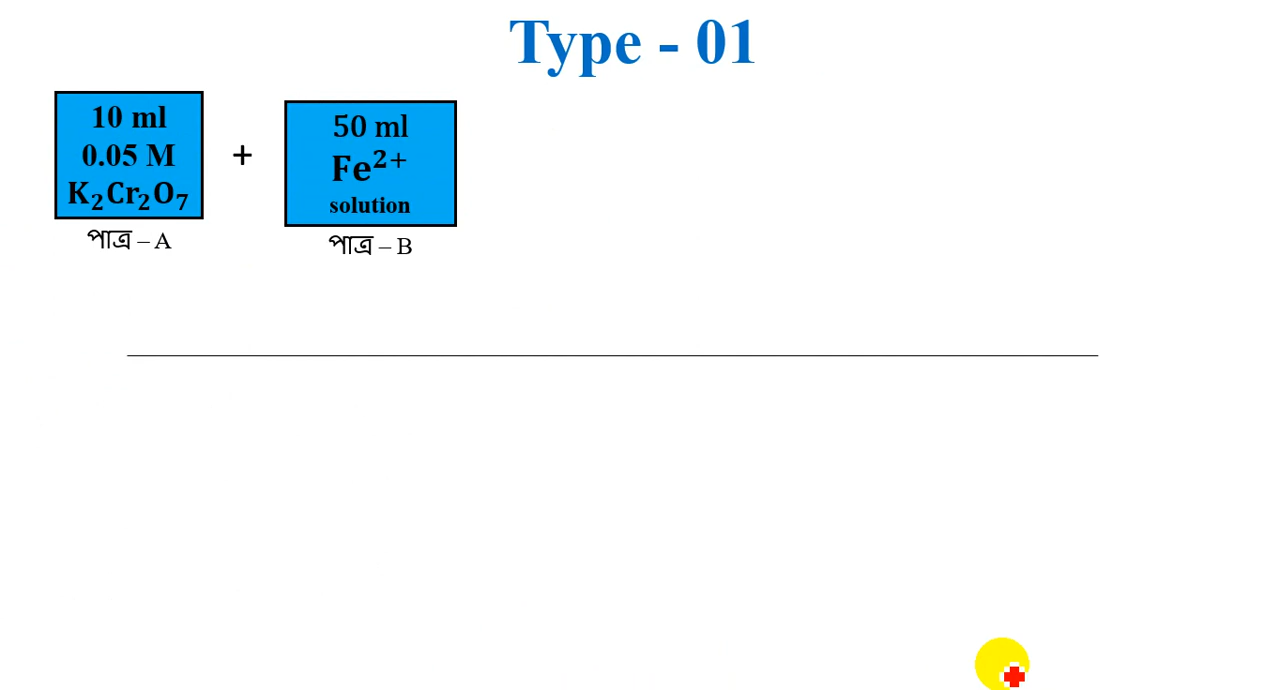 Type - 01
10 ml
0.05 M
K₂Cr₂O₇
পাত্র – A
+
50 ml
Fe²⁺
solution
পাত্র – B